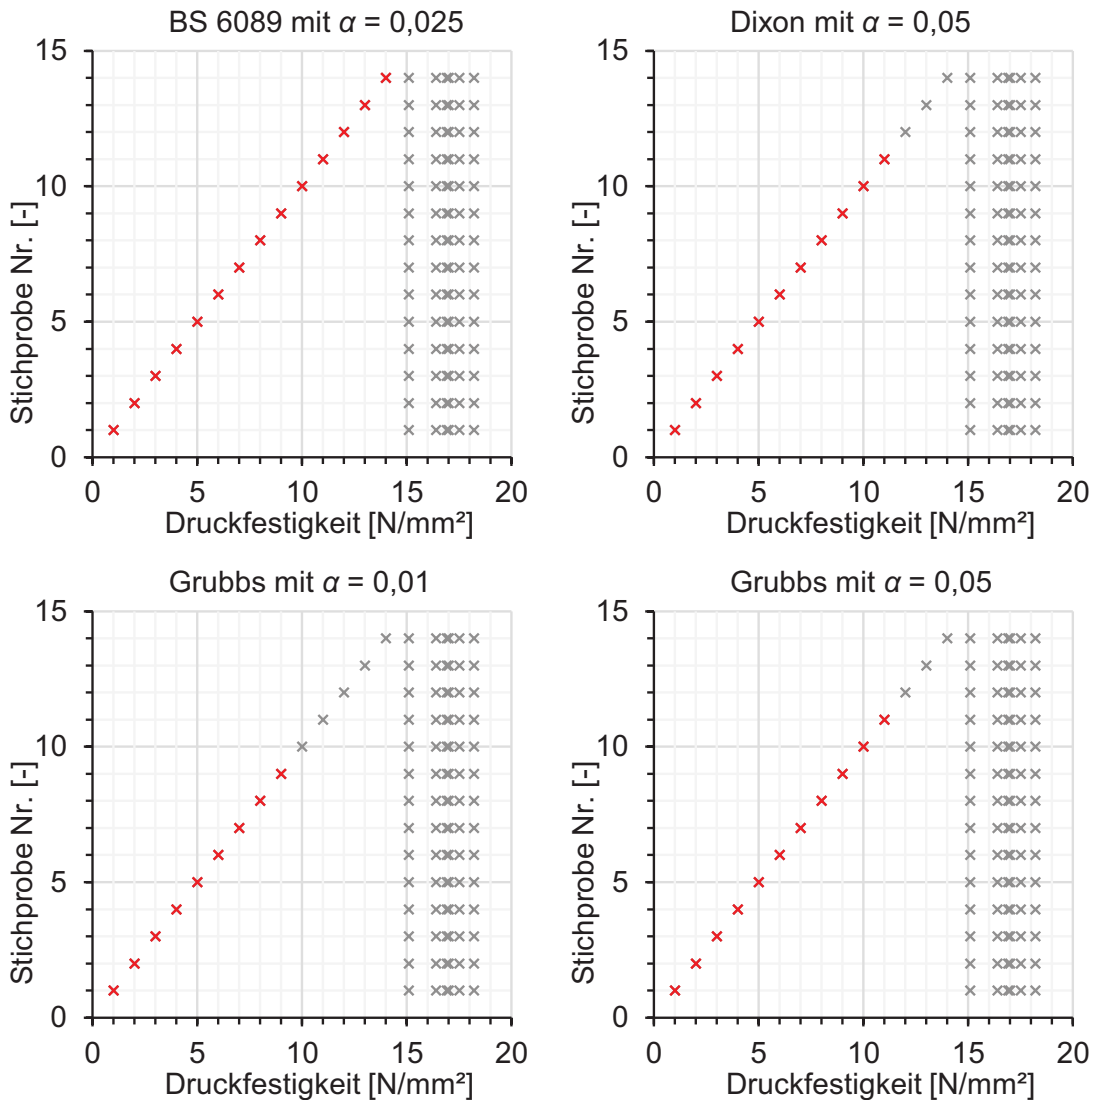 BS 6089 mit α = 0,025
15
10
5
0
Stichprobe Nr. [-]
0 5 10 15 20
Druckfestigkeit [N/mm²]
Dixon mit α = 0,05
15
10
5
0
Stichprobe Nr. [-]
0 5 10 15 20
Druckfestigkeit [N/mm²]
Grubbs mit α = 0,01
15
10
5
0
Stichprobe Nr. [-]
0 5 10 15 20
Druckfestigkeit [N/mm²]
Grubbs mit α = 0,05
15
10
5
0
Stichprobe Nr. [-]
0 5 10 15 20
Druckfestigkeit [N/mm²]